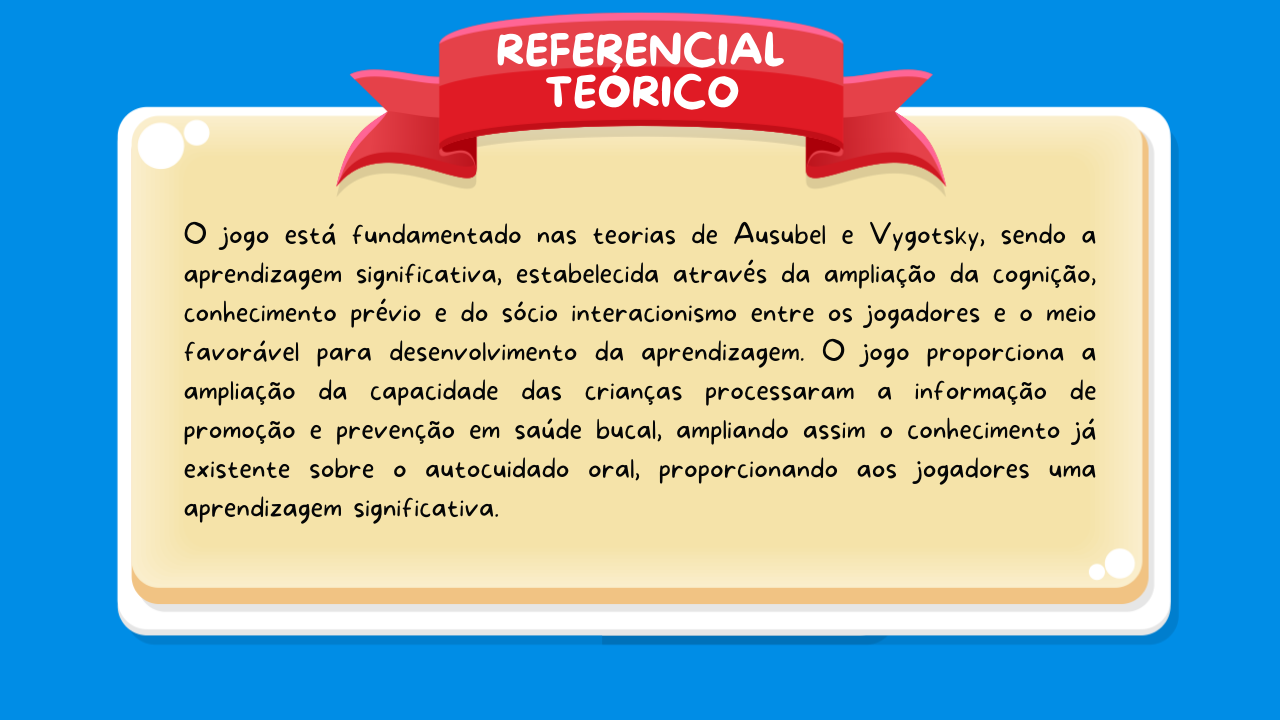 REFERENCIAL
TEÓRICO
O jogo está fundamentado nas teorias de Ausubel e Vygotsky, sendo a
aprendizagem significativa, estabelecida através da ampliação da cognição,
conhecimento prévio e do sócio interacionismo entre os jogadores e o meio
favorável para desenvolvimento da aprendizagem. O jogo proporciona a
ampliação da capacidade das crianças processaram a informação de
promoção e prevenção em saúde bucal, ampliando assim o conhecimento já
existente sobre o autocuidado oral, proporcionando aos jogadores uma
aprendizagem significativa.